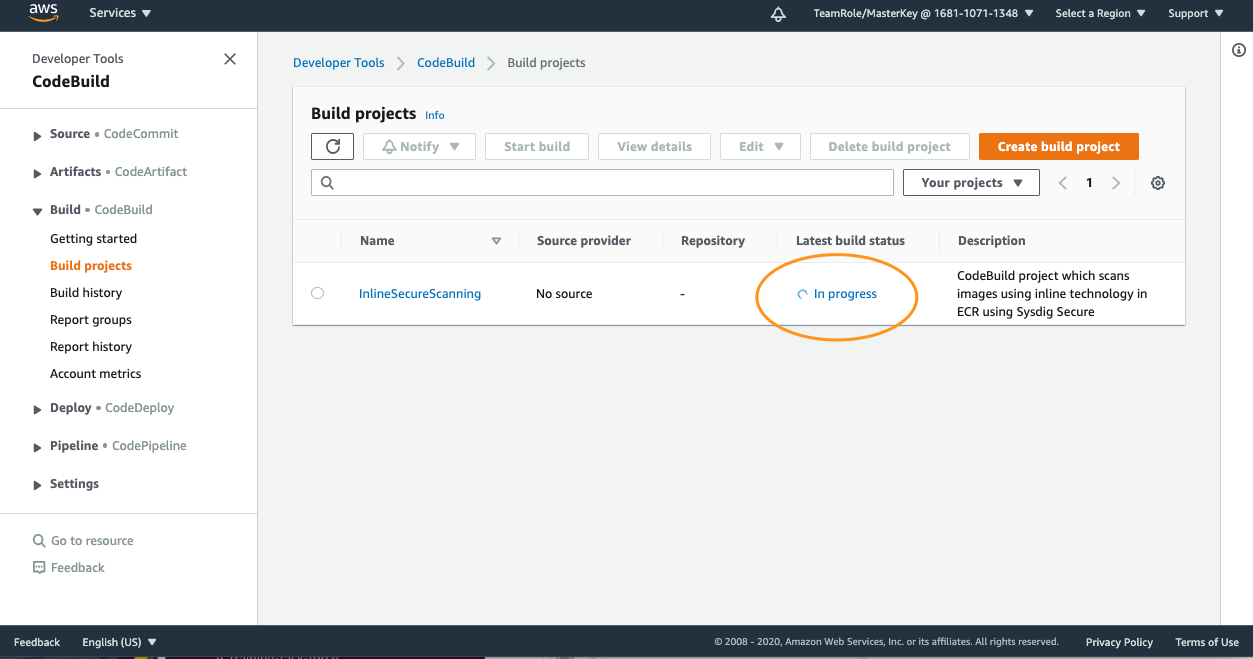 aws Services TeamRole/MasterKey @ 1681-1071-1348 Select a Region Support
Developer Tools
CodeBuild
Source • CodeCommit
Artifacts • CodeArtifact
Build • CodeBuild
Getting started
Build projects
Build history
Report groups
Report history
Account metrics
Deploy • CodeDeploy
Pipeline • CodePipeline
Settings
Go to resource
Feedback
Developer Tools CodeBuild Build projects
Build projects Info
Notify Start build View details Edit Delete build project Create build project
Your projects 1
Name Source provider Repository Latest build status Description
InlineSecureScanning No source - In progress CodeBuild project which scans
images using inline technology in
ECR using Sysdig Secure
Feedback English (US) © 2008 - 2020, Amazon Web Services, Inc. or its affiliates. All rights reserved. Privacy Policy Terms of Use